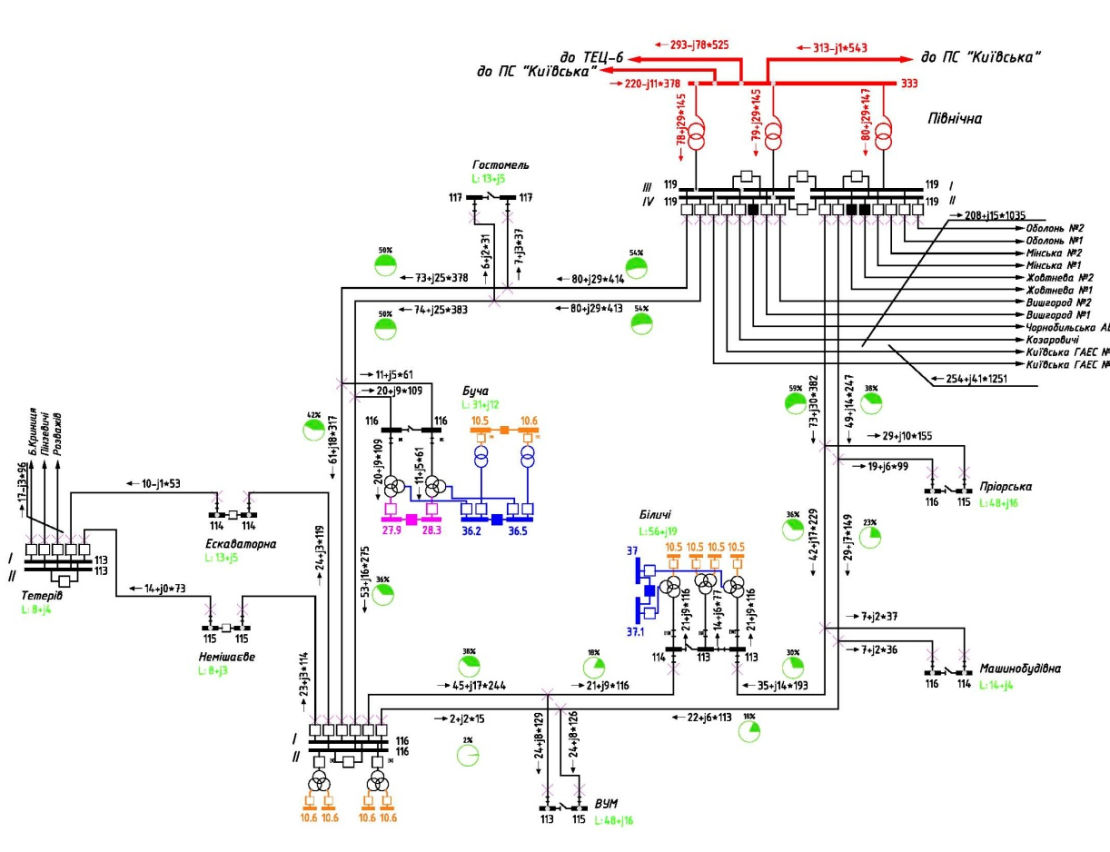 293-j78*525
313-j1*543
до ТЕЦ-6
до ПС "Київська"
до ПС "Київська"
220-j11*378
333
78+j29*145
79+j29*145
80+j29*147
Північна
Гостомель
L: 13+j5
117
117
III
119
119
I
IV
119
119
II
208+j15*1035
Оболонь №2
Оболонь №1
Мінська №2
Мінська №1
Жовтнева №2
Жовтнева №1
Вишгород №2
Вишгород №1
Чорнобильська
Козаровичі
Київська ГАЕС
Київська ГАЕС
254+j41*1251
6+j2*31
7+j3*37
50%
73+j25*378
80+j29*414
54%
74+j25*383
80+j29*413
50%
54%
11+j5*61
20+j9*109
Буча
L: 31+j12
42%
61+j18*317
116
116
10.5
10.6
20+j9*109
11+j5*61
27.9
28.3
36.2
36.5
59%
73+j30*382
49+j14*247
38%
29+j10*155
19+j6*99
Пріорська
116
115
L: 48+j16
Б.Криниця
Пінзевичі
Розважів
17-j3*96
10-j1*53
114
114
Ескаваторна
L: 13+j5
I
113
II
113
Тетерів
L: 8+j4
14+j0*73
115
115
Немішаєве
L: 8+j3
24+j3*119
23+j3*114
53+j16*275
36%
Біличі
L: 56+j19
37
10.5
10.5
10.5
10.5
37.1
21+j9*116
14+j6*77
21+j9*116
114
113
113
36%
42+j17*229
29+j7*149
23%
7+j2*37
7+j2*36
Машинобудівна
116
114
L: 14+j4
38%
45+j17*244
18%
21+j9*116
30%
35+j14*193
2+j2*15
22+j6*113
16%
2%
I
116
II
116
10.6
10.6
10.6
10.6
24+j8*129
24+j8*126
ВУМ
113
115
L: 48+j16